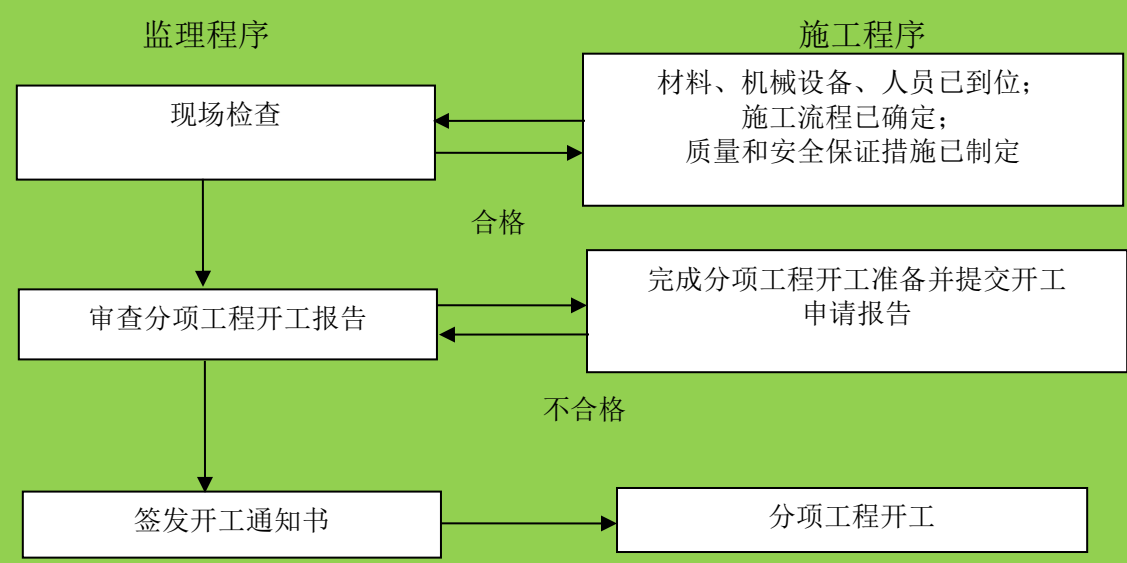 监理程序
施工程序
现场检查
材料、机械设备、人员已到位；
施工流程已确定；
质量和安全保证措施已制定
合格
审查分项工程开工报告
完成分项工程开工准备并提交开工
申请报告
不合格
签发开工通知书
分项工程开工